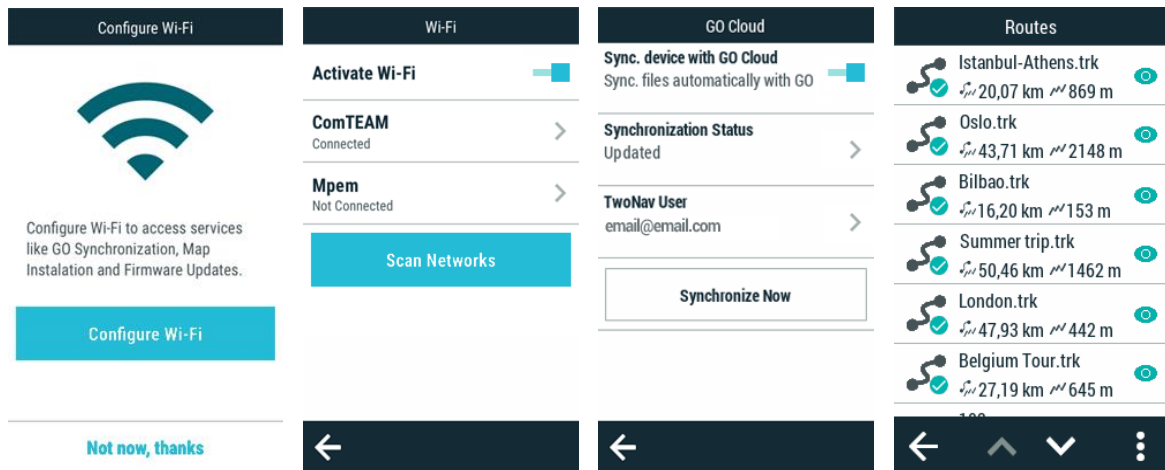 Configure Wi-Fi
Configure Wi-Fi to access services
like GO Synchronization, Map
Instalation and Firmware Updates.
Configure Wi-Fi
Not now, thanks
Wi-Fi
Activate Wi-Fi
ComTEAM
Connected
Mpem
Not Connected
Scan Networks
GO Cloud
Sync. device with GO Cloud
Sync. files automatically with GO
Synchronization Status
Updated
TwoNav User
email@email.com
Synchronize Now
Routes
Istanbul-Athens.trk
20,07 km 869 m
Oslo.trk
43,71 km 2148 m
Bilbao.trk
16,20 km 153 m
Summer trip.trk
50,46 km 1462 m
London.trk
47,93 km 442 m
Belgium Tour.trk
27,19 km 645 m